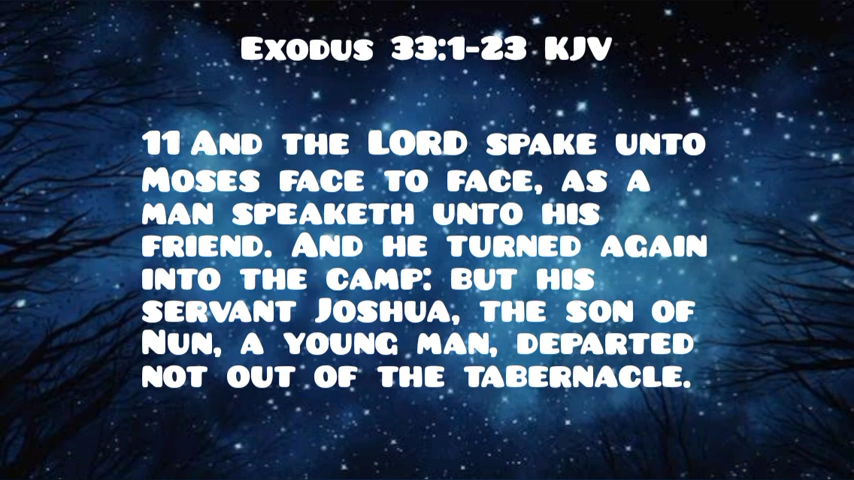 Exodus 33:1-23 KJV
11 And the LORD spake unto
Moses face to face, as a
man speaketh unto his
friend. And he turned again
into the camp: but his
servant Joshua, the son of
Nun, a young man, departed
not out of the tabernacle.